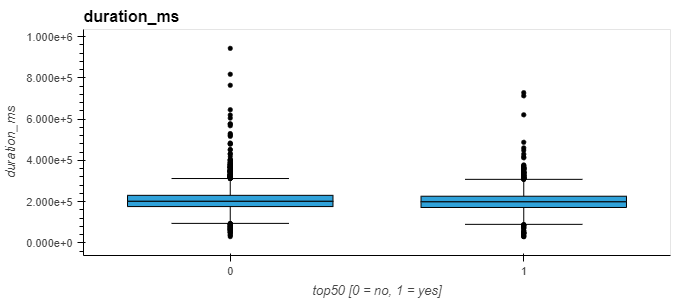 duration_ms
1.000e+6
8.000e+5
6.000e+5
4.000e+5
2.000e+5
0.000e+0
duration_ms
0
1
top50 [0 = no, 1 = yes]